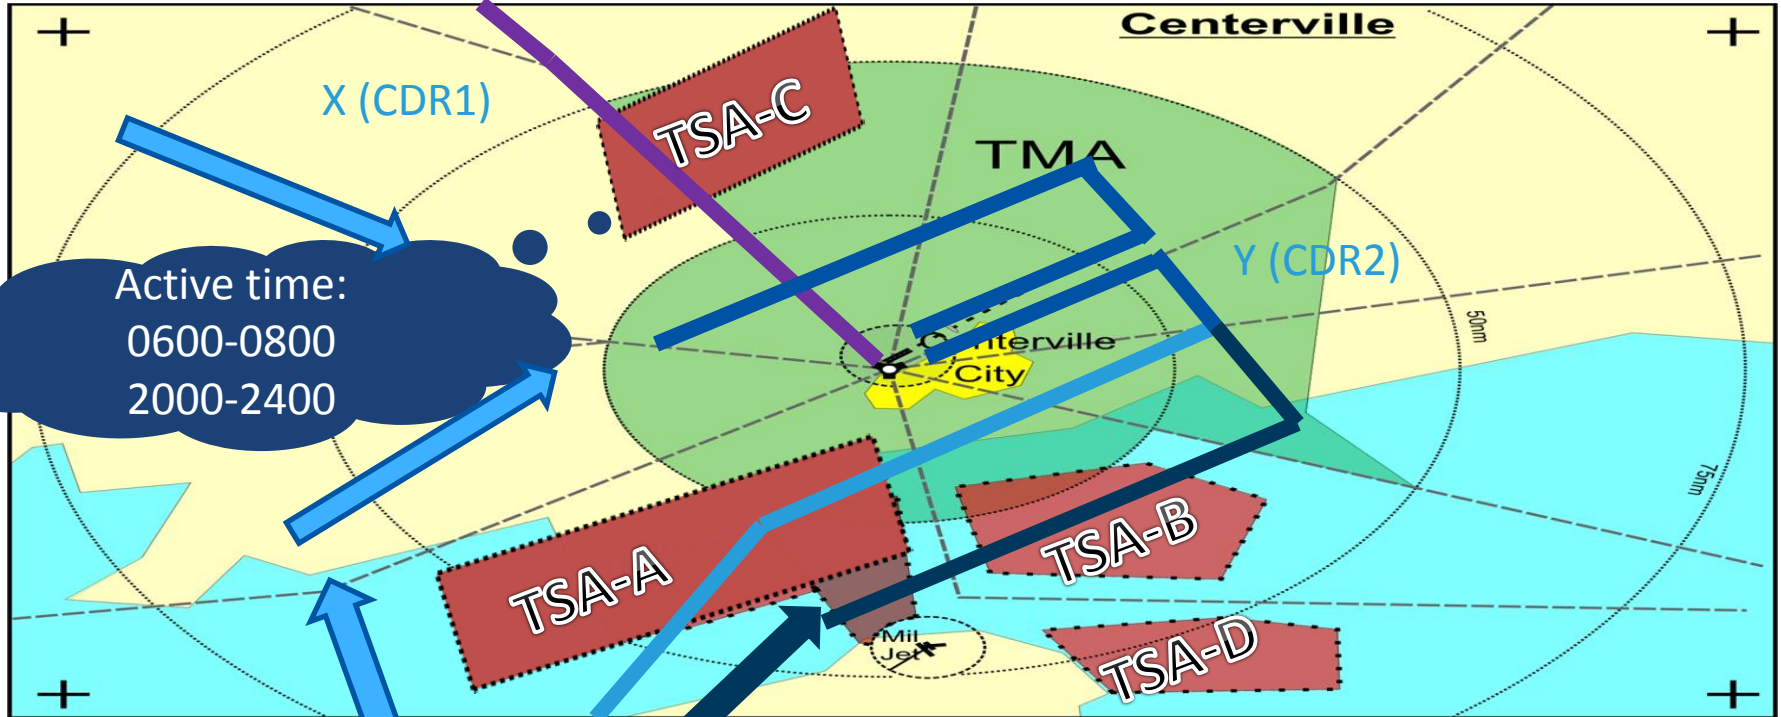 Centerville
X (CDR1)
TSA-C
TMA
Y (CDR2)
Active time:
0600-0800
2000-2400
50nm
Centerville
City
75nm
TSA-A
TSA-B
Mil
Jet
TSA-D